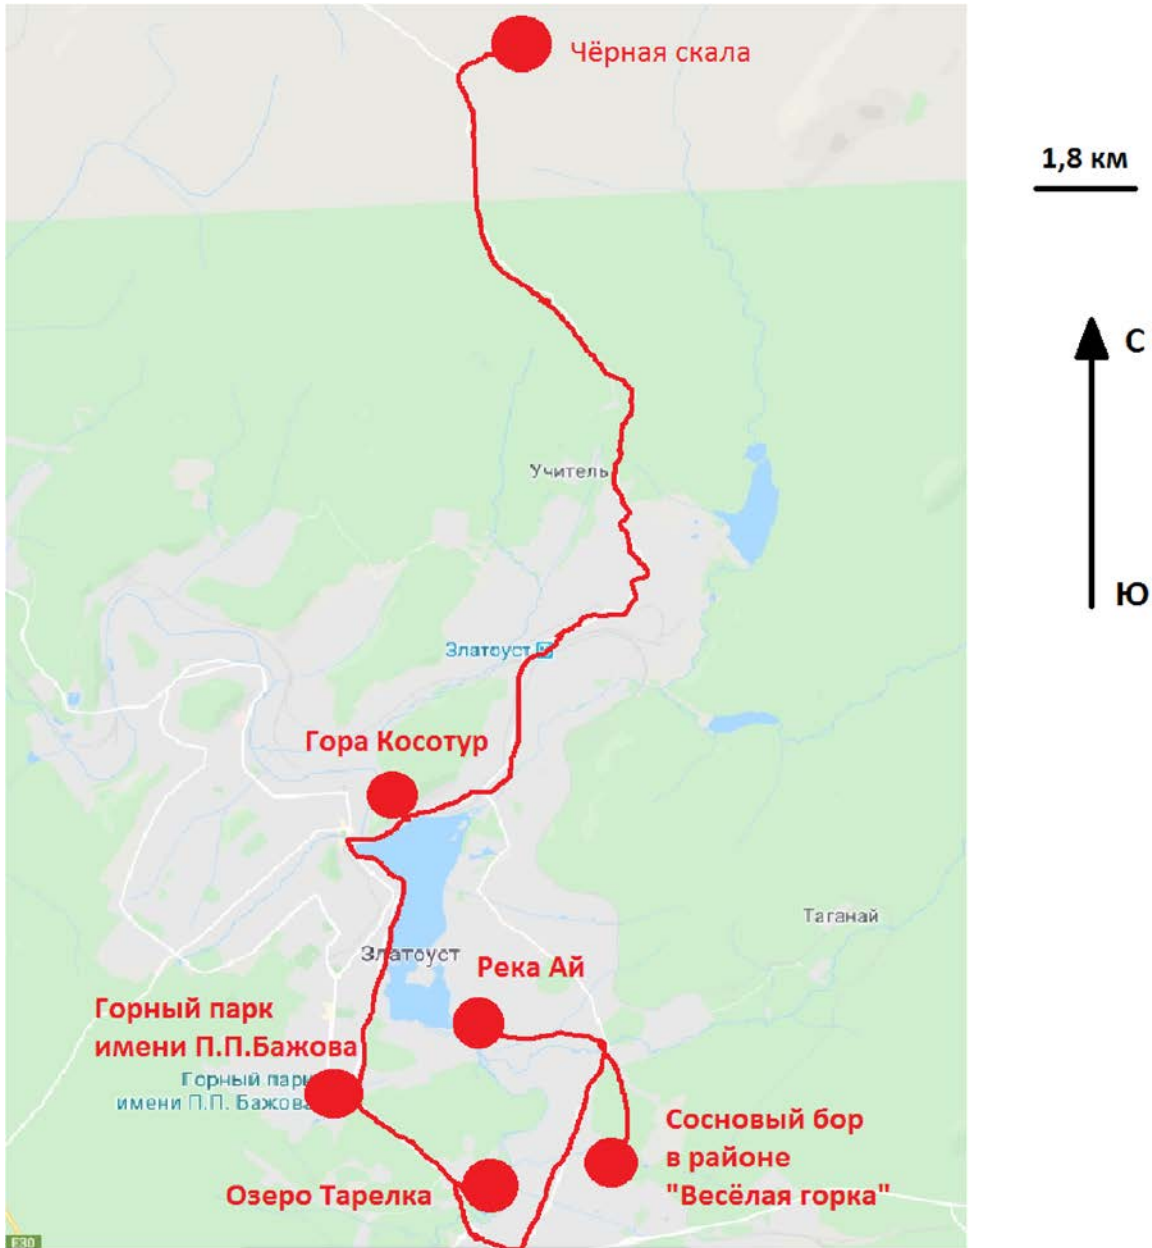 Чёрная скала
1,8 км
С
Учитель
Ю
Златоуст
Гора Косотур
Таганай
Златоуст
Река Ай
Горный парк
имени П.П.Бажова
Горный парк
имени П.П. Бажова
Сосновый бор
в районе
"Весёлая горка"
Озеро Тарелка
E30